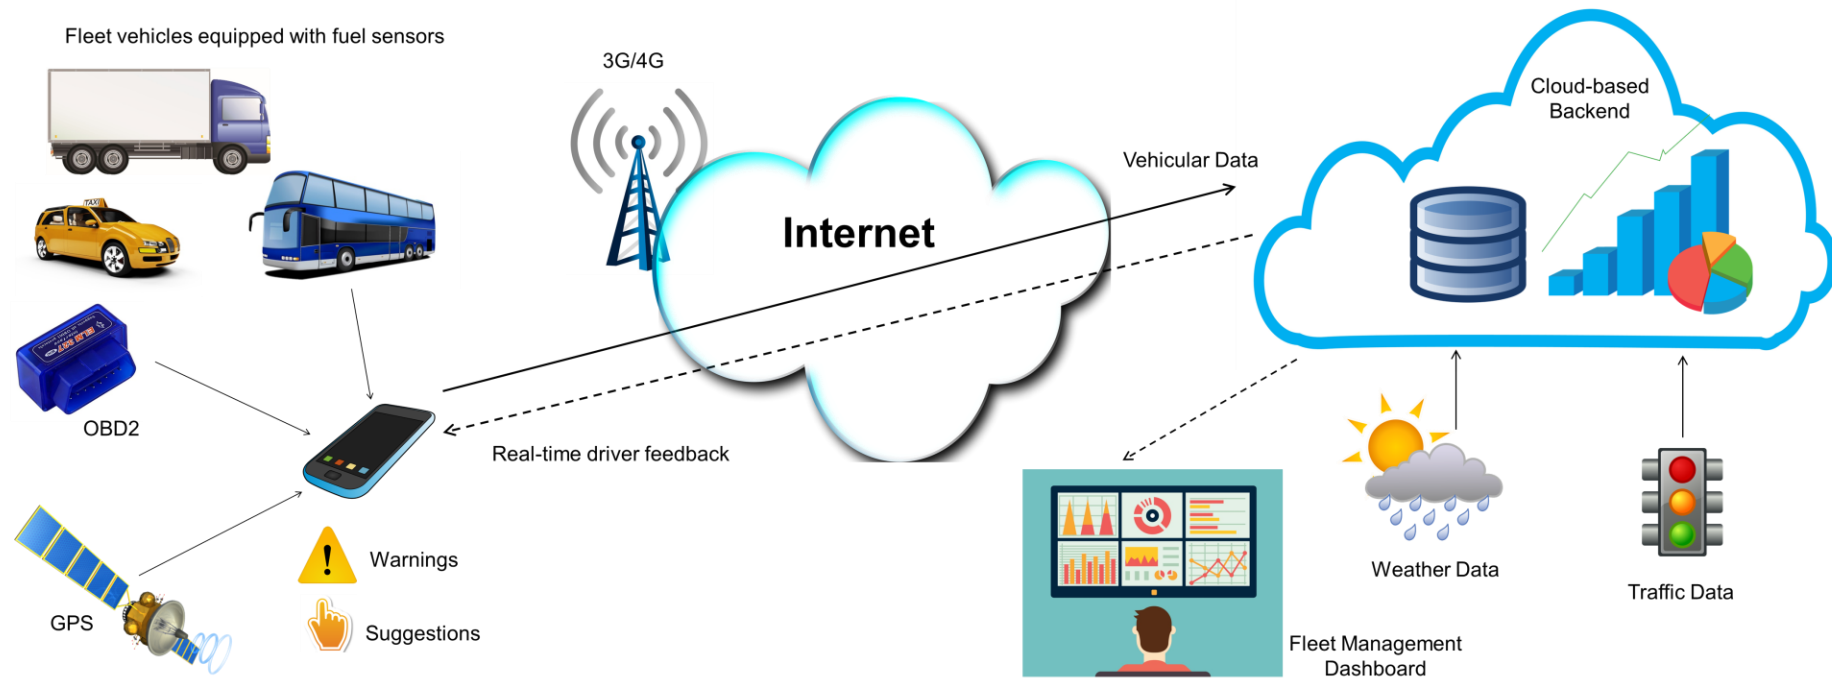 Fleet vehicles equipped with fuel sensors
3G/4G
Cloud-based
Backend
Vehicular Data
TAXI
Internet
OBD2
Real-time driver feedback
Warnings
Weather Data
Traffic Data
GPS
Suggestions
Fleet Management
Dashboard